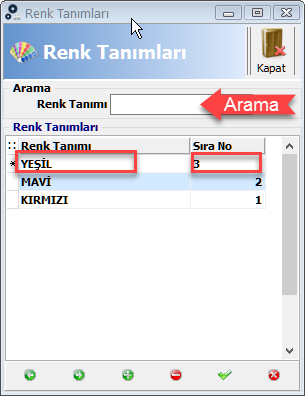 Renk Tanımları
Renk Tanımları
Kapat
Arama
Renk Tanımı
Arama
Renk Tanımları
Renk Tanımı Sıra No
* YEŞİL 3
MAVİ 2
KIRMIZI 1